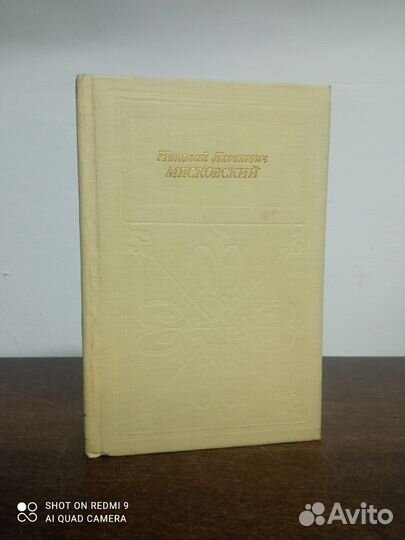 Николай Яковлевич
МЯСКОВСКИЙ
SHOT ON REDMI 9
AI QUAD CAMERA
Avito